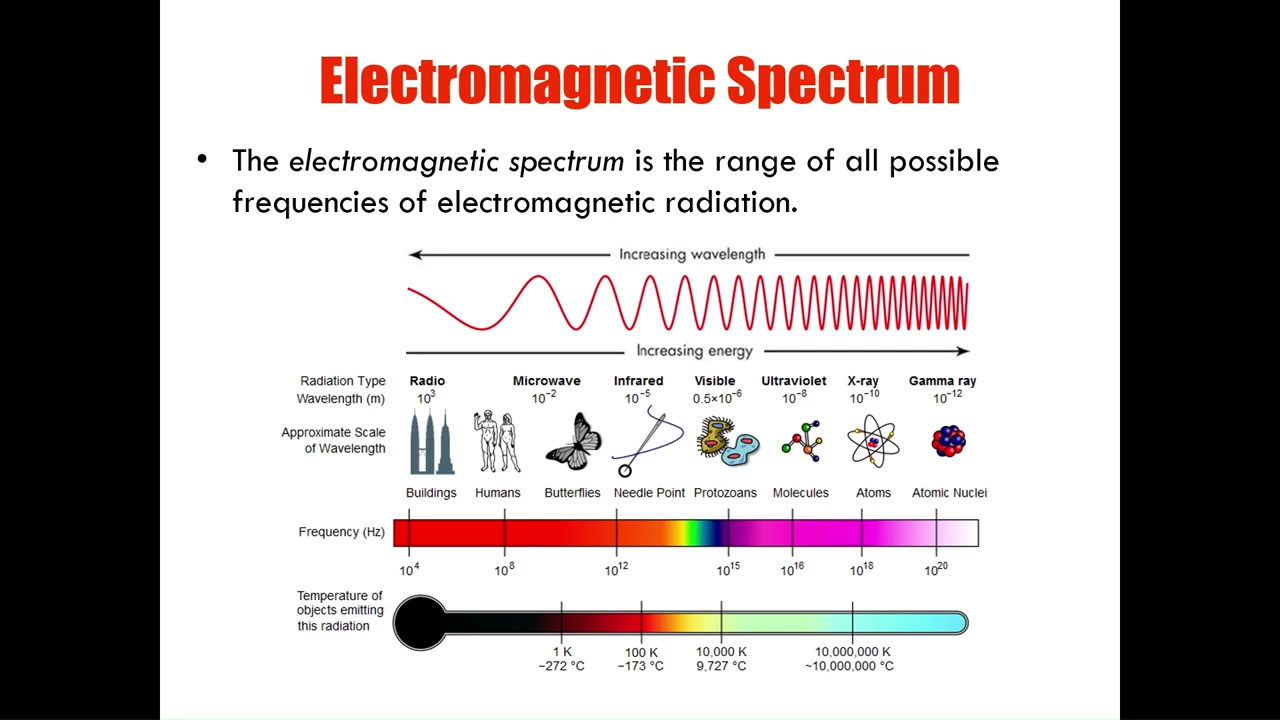 Electromagnetic Spectrum
• The electromagnetic spectrum is the range of all possible
frequencies of electromagnetic radiation.
Increasing wavelength
Increasing energy
Radiation Type Radio Microwave Infrared Visible Ultraviolet X-ray Gamma ray
Wavelength (m) 10³ 10⁻² 10⁻⁵ 0.5×10⁻⁶ 10⁻⁸ 10⁻¹⁰ 10⁻¹²
Approximate Scale
of Wavelength
Buildings Humans Butterflies Needle Point Protozoans Molecules Atoms Atomic Nuclei
Frequency (Hz)
10⁴ 10⁸ 10¹² 10¹⁵ 10¹⁶ 10¹⁸ 10²⁰
Temperature of
objects emitting
this radiation
1 K 100 K 10,000 K 10,000,000 K
−272 °C −173 °C 9,727 °C ~10,000,000 °C